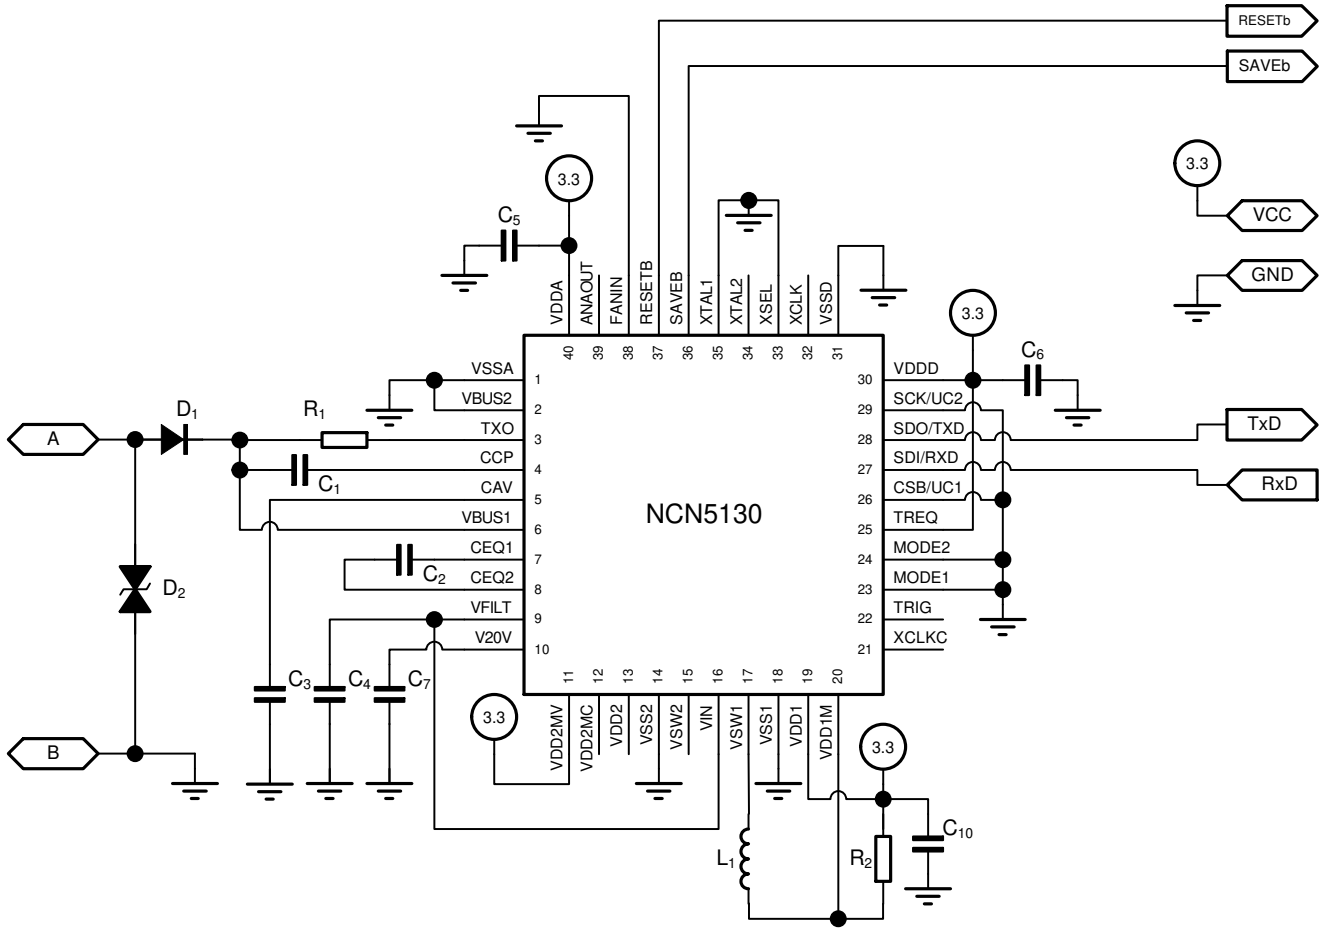 RESETb
SAVEb
3.3
3.3
VCC
GND
C5
VDDA
ANAOUT
FANIN
RESETB
SAVEB
XTAL1
XTAL2
XSEL
XCLK
VSSD
40
39
38
37
36
35
34
33
32
31
3.3
C6
VSSA 1
VBUS2 2
TXO 3
CCP 4
CAV 5
VBUS1 6
CEQ1 7
CEQ2 8
VFILT 9
V20V 10
NCN5130
30 VDDD
29 SCK/UC2
28 SDO/TXD
27 SDI/RXD
26 CSB/UC1
25 TREQ
24 MODE2
23 MODE1
22 TRIG
21 XCLKC
TxD
RxD
A
D1
R1
C1
C2
D2
C3
C4
C7
B
11
12
13
14
15
16
17
18
19
20
3.3
VDD2MV
VDD2MC
VDD2
VSS2
VSW2
VIN
VSW1
VSS1
VDD1
VDD1M
3.3
L1
R2
C10